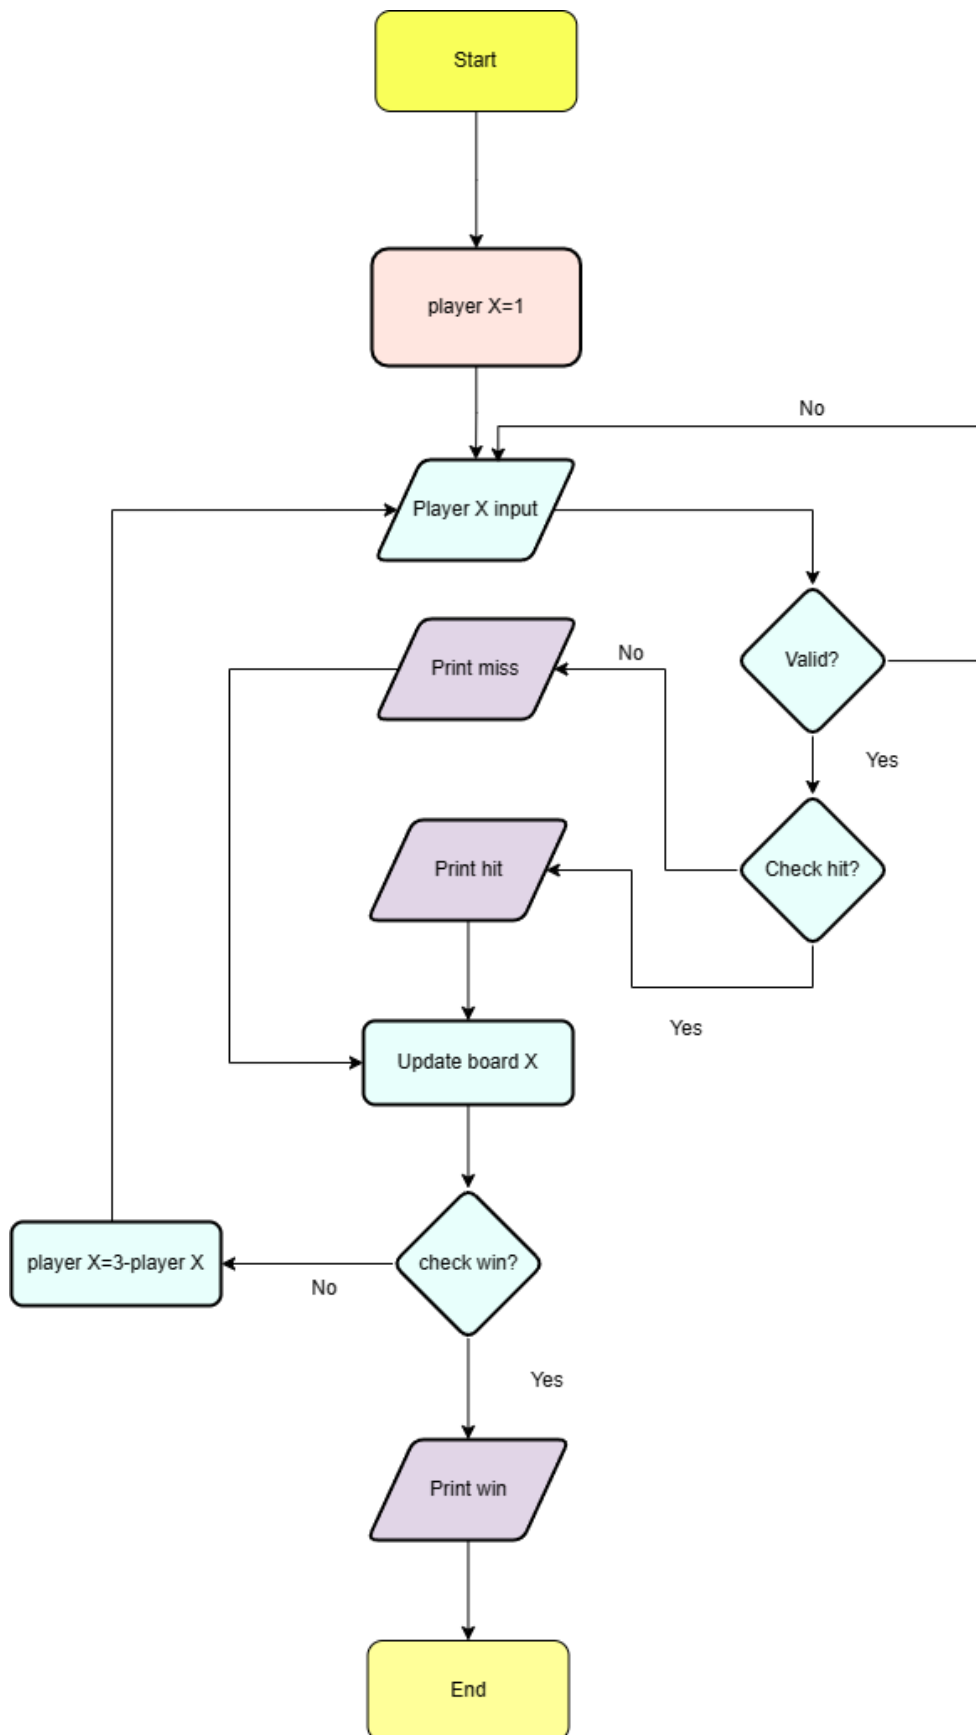 Start
player X=1
No
Player X input
Valid?
No
Print miss
Yes
Check hit?
Print hit
Yes
Update board X
check win?
No
player X=3-player X
Yes
Print win
End